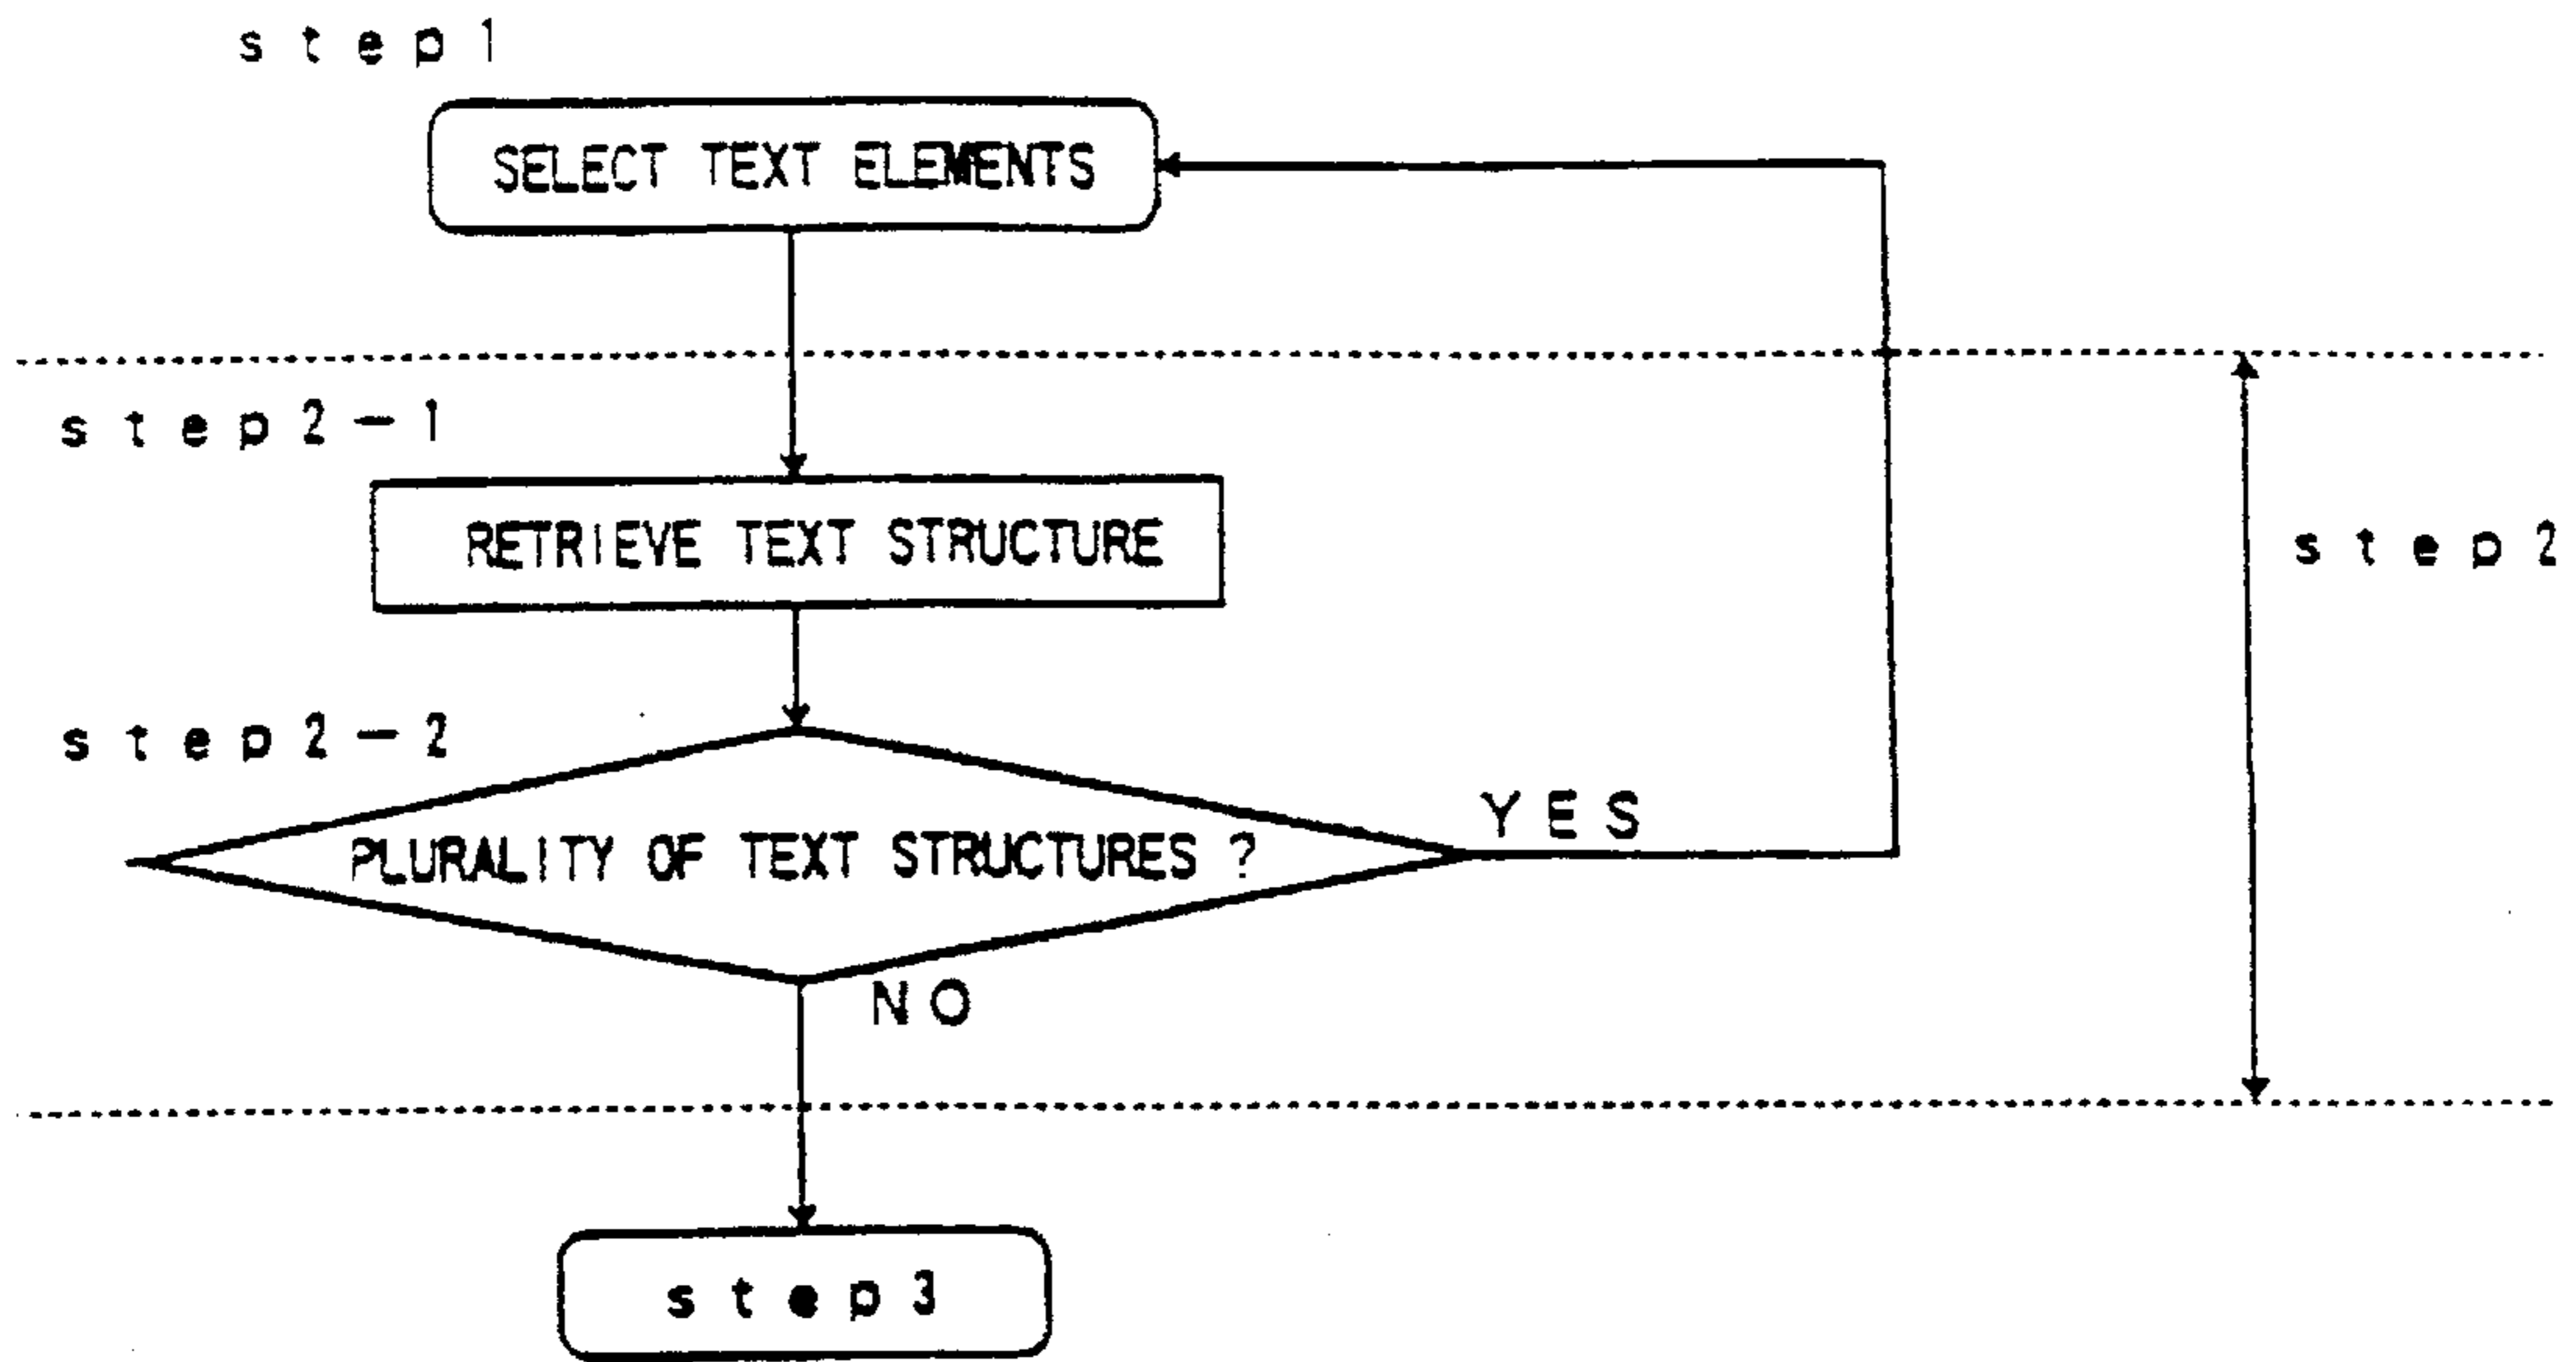 step1
SELECT TEXT ELEMENTS
step2-1
RETRIEVE TEXT STRUCTURE
step2
step2-2
YES
PLURALITY OF TEXT STRUCTURES ?
NO
step3